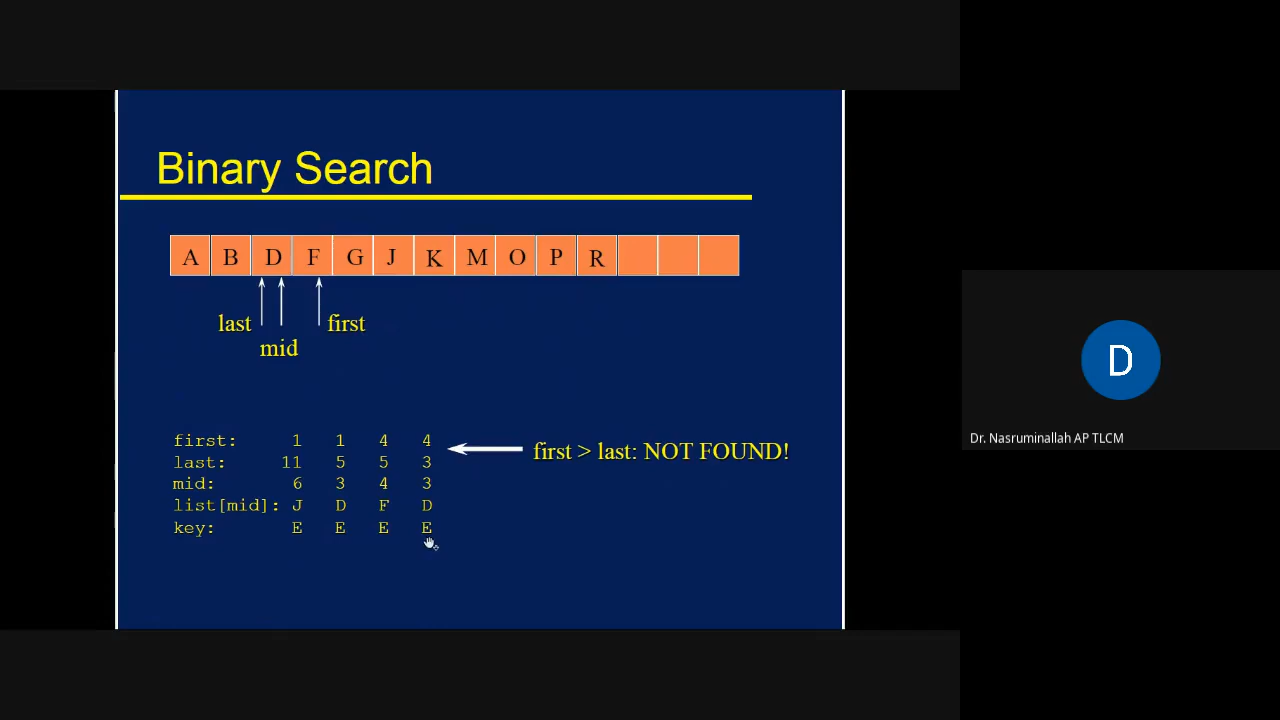 Binary Search
A B D F G J K M O P R
last first
mid
first: 1 1 4 4
last: 11 5 5 3
mid: 6 3 4 3
list[mid]: J D F D
key: E E E E
first > last: NOT FOUND!
D
Dr. Nasruminallah AP TLCM